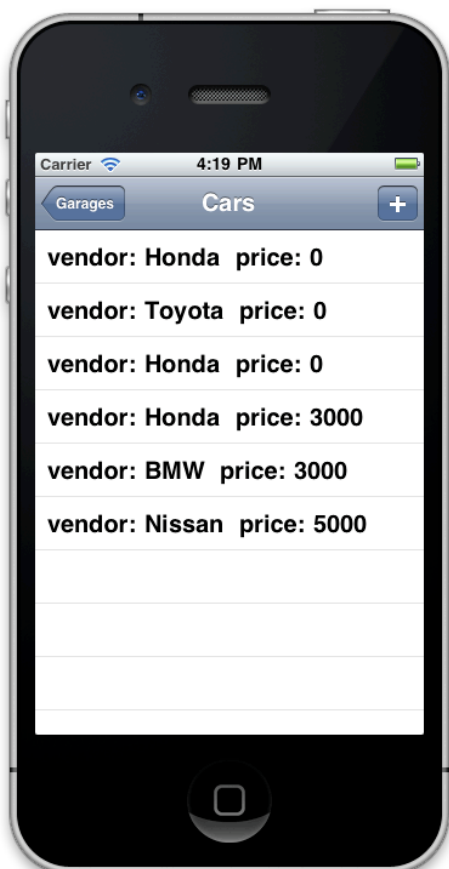 Carrier 4:19 PM
Garages Cars +
vendor: Honda  price: 0
vendor: Toyota  price: 0
vendor: Honda  price: 0
vendor: Honda  price: 3000
vendor: BMW  price: 3000
vendor: Nissan  price: 5000